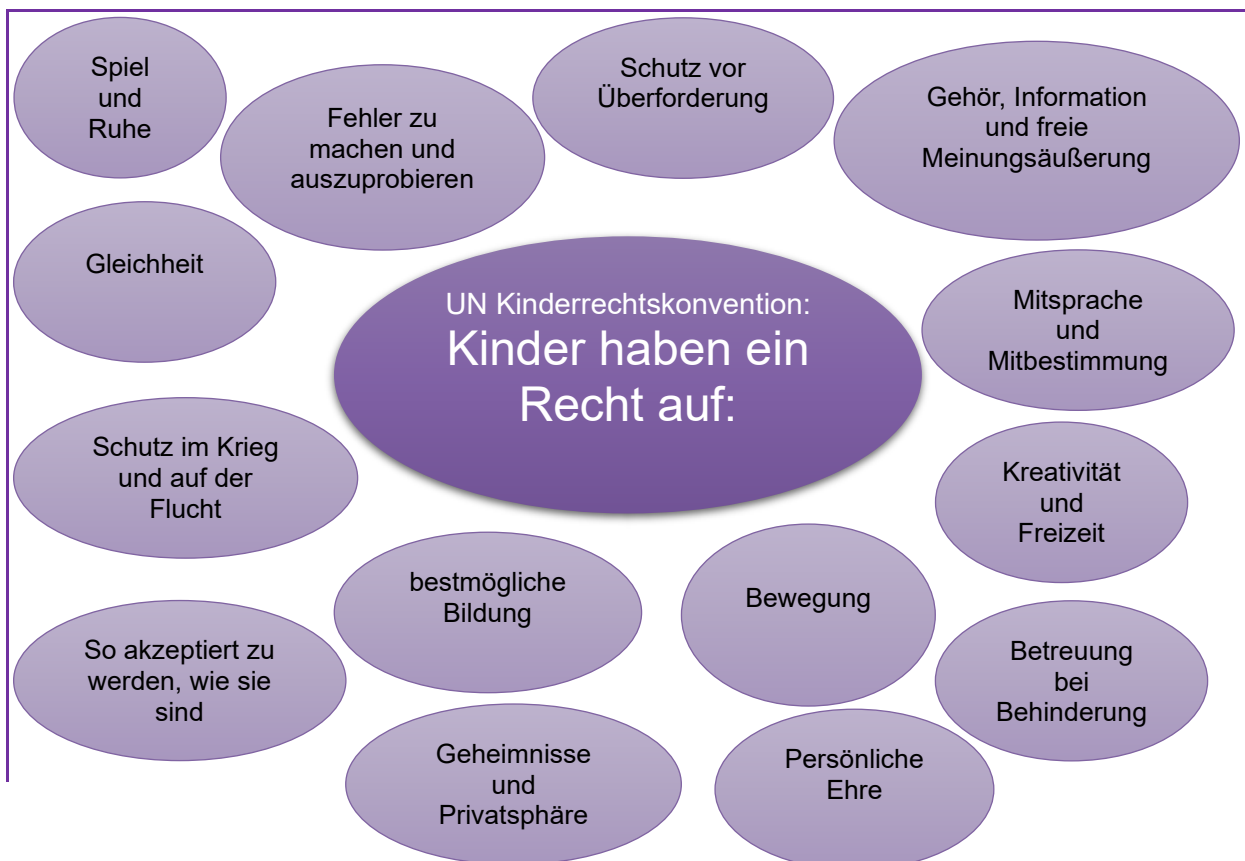 Spiel
und
Ruhe
Fehler zu
machen und
auszuprobieren
Schutz vor
Überforderung
Gehör, Information
und freie
Meinungsäußerung
Gleichheit
UN Kinderrechtskonvention:
Kinder haben ein
Recht auf:
Mitsprache
und
Mitbestimmung
Schutz im Krieg
und auf der
Flucht
Kreativität
und
Freizeit
bestmögliche
Bildung
Bewegung
So akzeptiert zu
werden, wie sie
sind
Betreuung
bei
Behinderung
Geheimnisse
und
Privatsphäre
Persönliche
Ehre